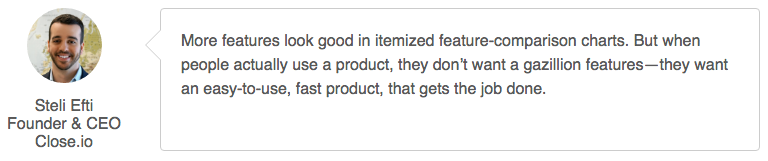 More features look good in itemized feature-comparison charts. But when
people actually use a product, they don’t want a gazillion features—they want
an easy-to-use, fast product, that gets the job done.
Steli Efti
Founder & CEO
Close.io